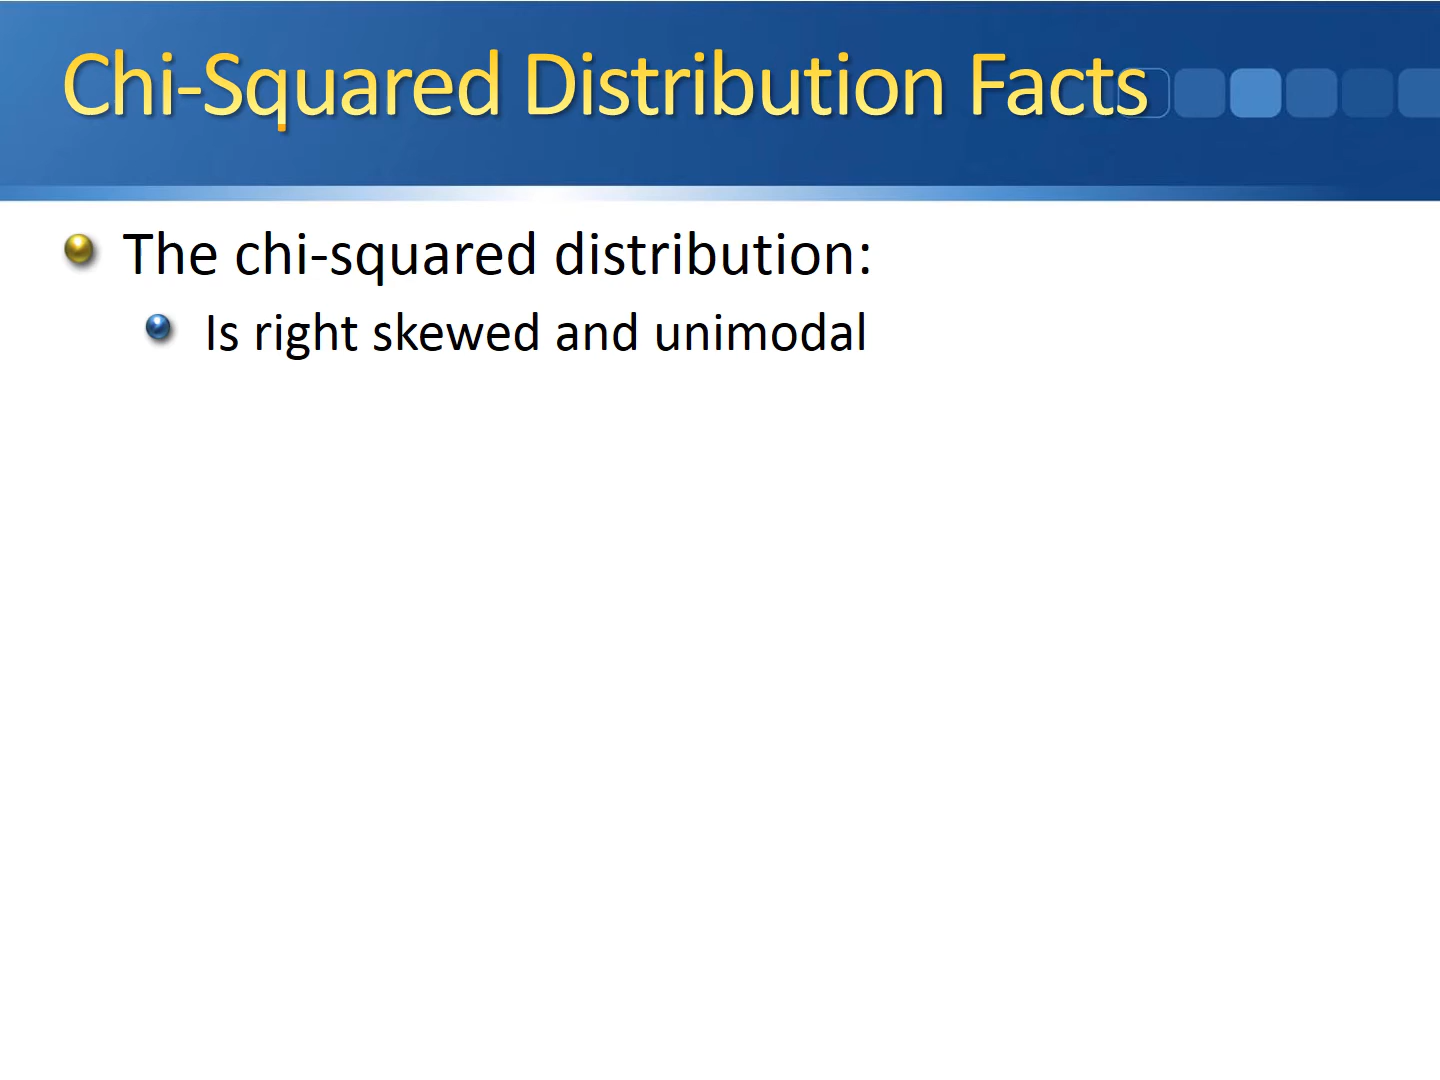 Chi-Squared Distribution Facts
The chi-squared distribution:
Is right skewed and unimodal